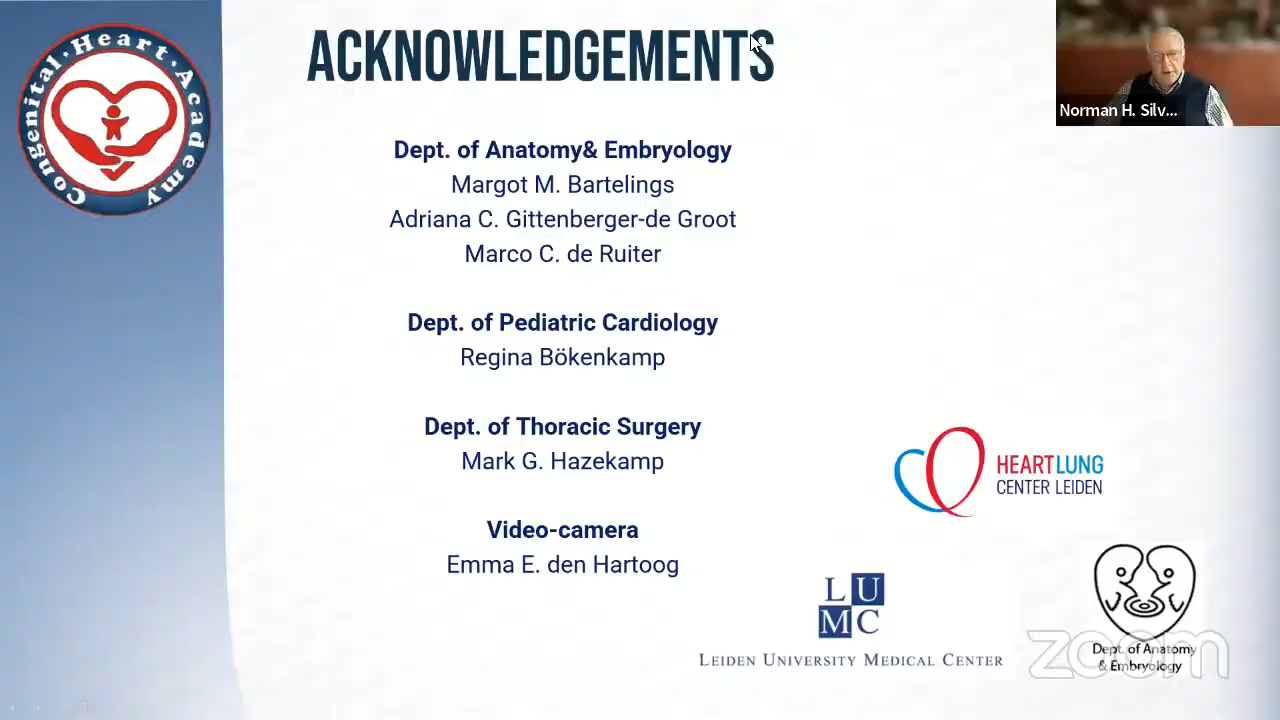 Congenital·Heart·Academy
ACKNOWLEDGEMENTS
Norman H. Silv...
Dept. of Anatomy& Embryology
Margot M. Bartelings
Adriana C. Gittenberger-de Groot
Marco C. de Ruiter
Dept. of Pediatric Cardiology
Regina Bökenkamp
Dept. of Thoracic Surgery
Mark G. Hazekamp
Video-camera
Emma E. den Hartoog
HEARTLUNG
CENTER LEIDEN
L U
M C
LEIDEN UNIVERSITY MEDICAL CENTER
Dept. of Anatomy
& Embryology
zoom